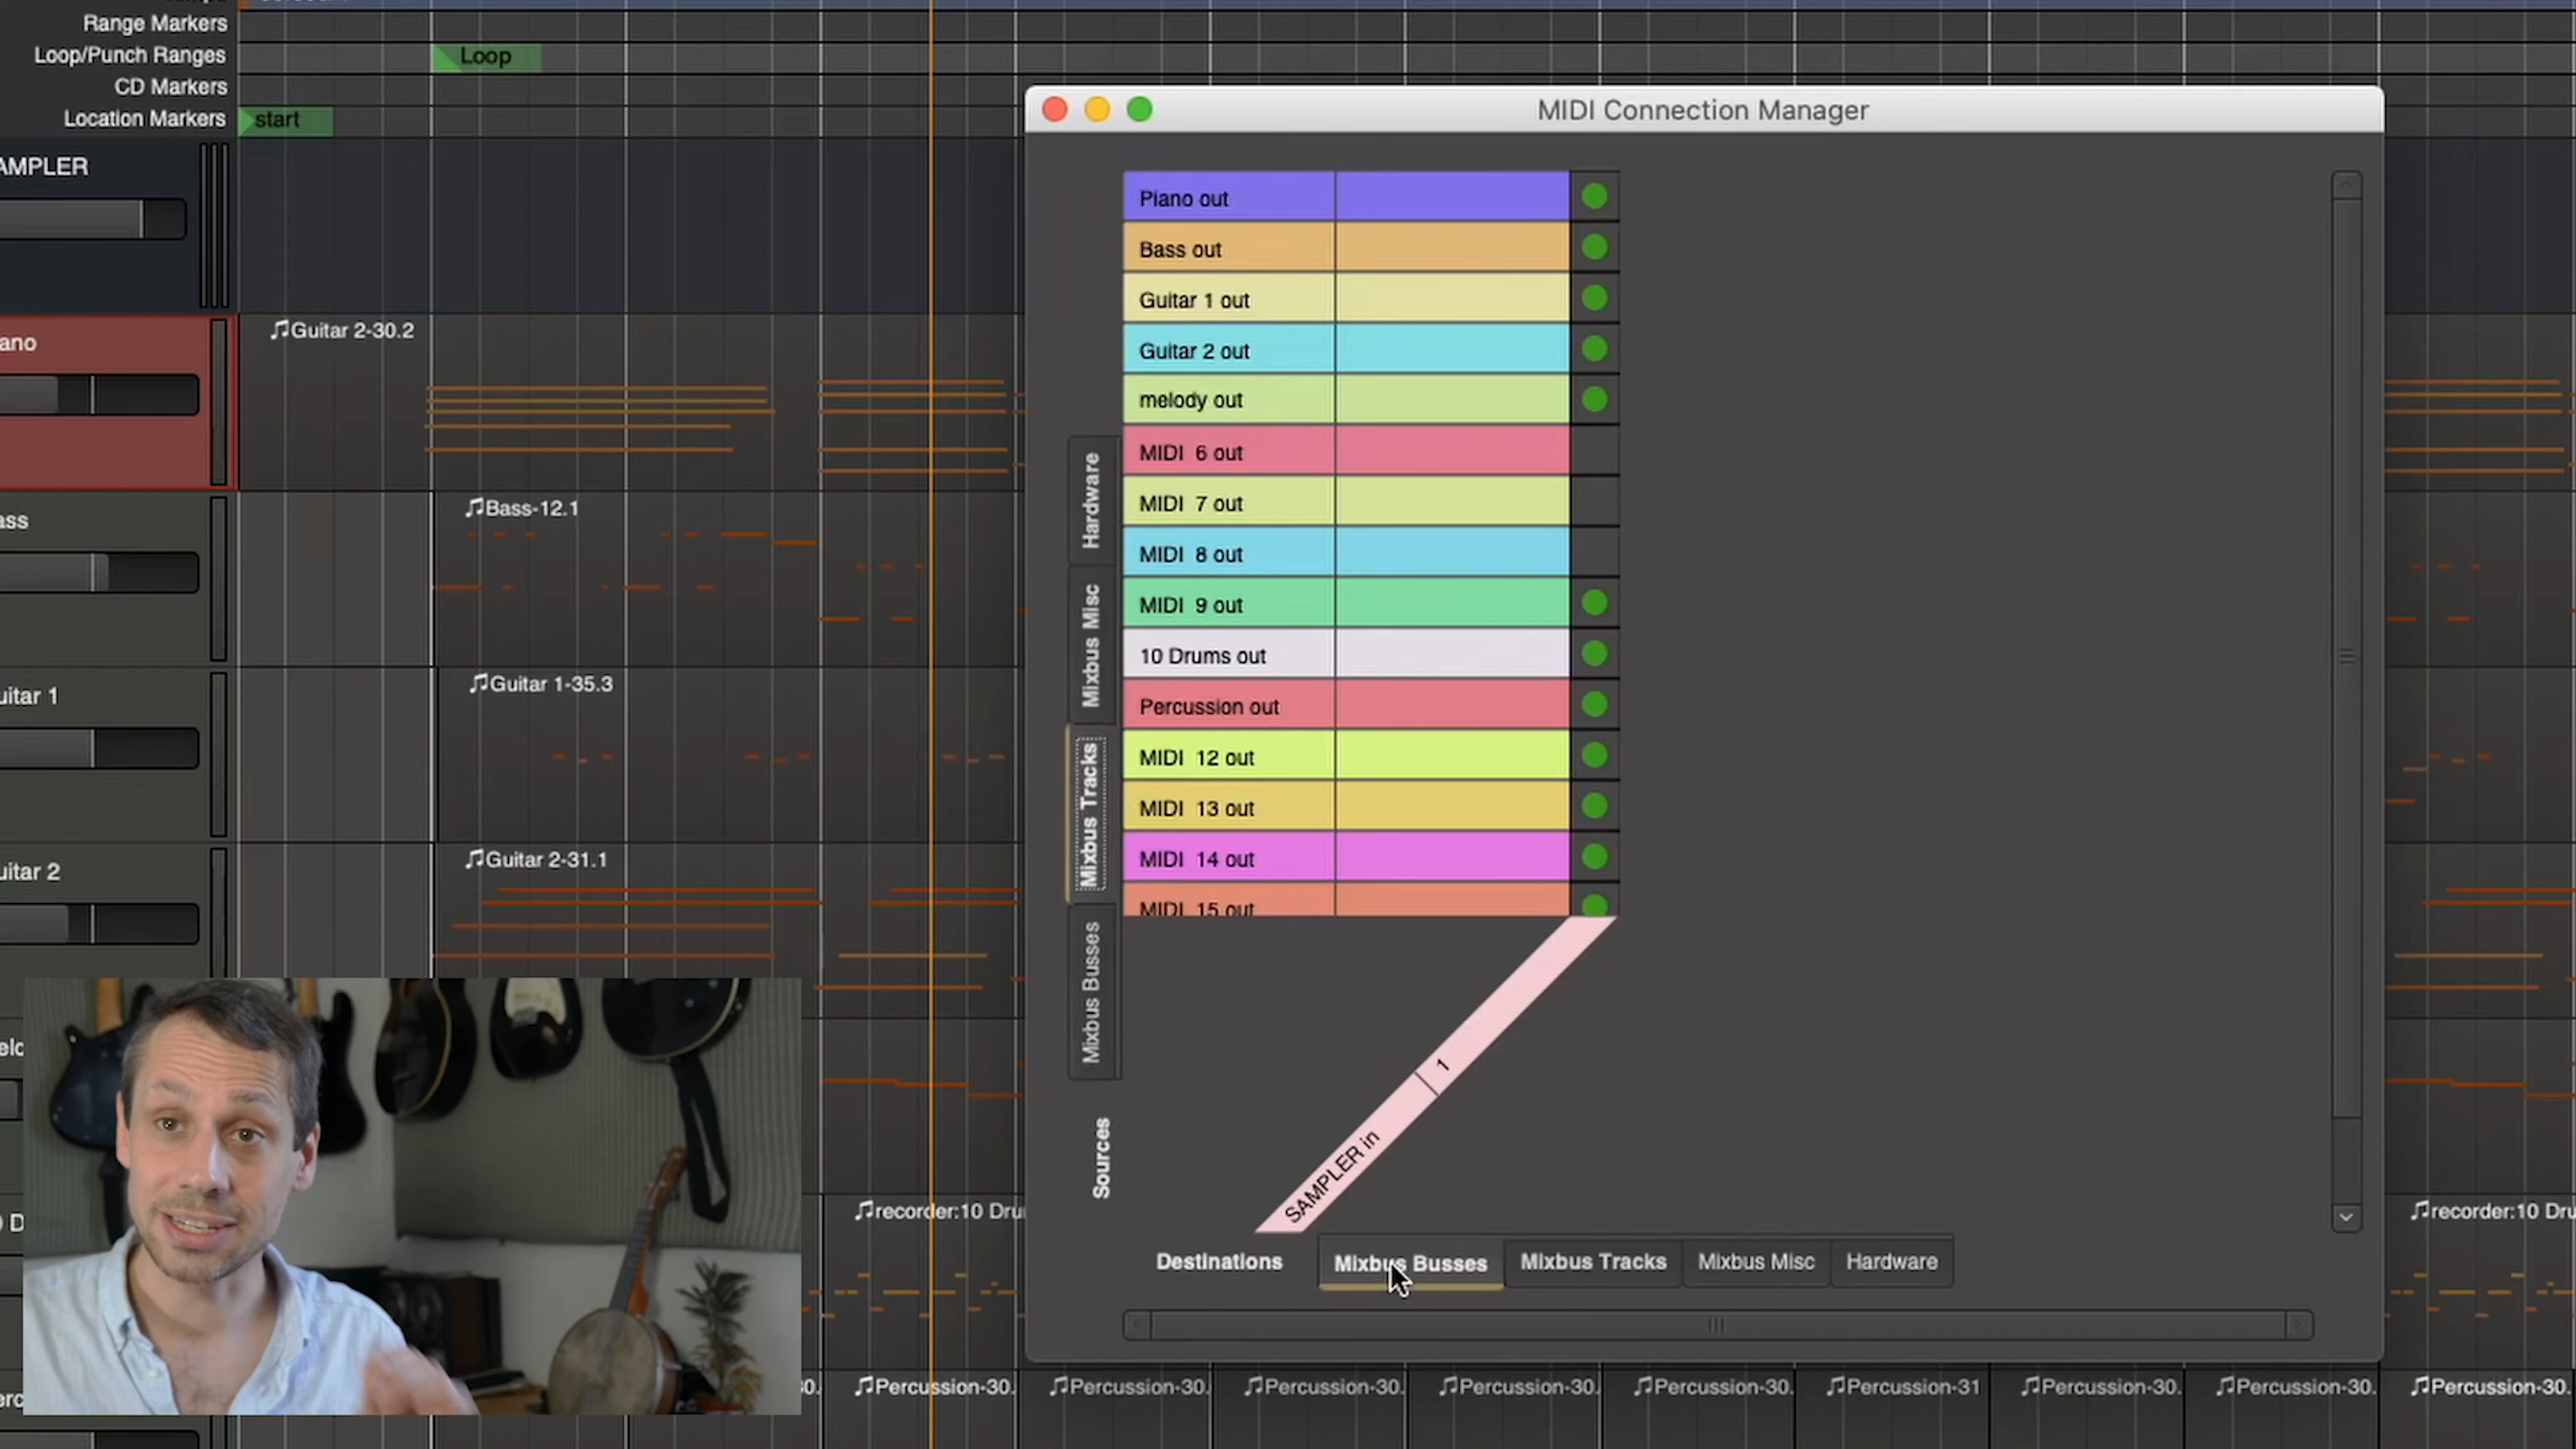 Range Markers
Loop/Punch Ranges
Loop
CD Markers
Location Markers
start
MIDI Connection Manager
AMPLER
Piano out
Bass out
Guitar 1 out
Guitar 2 out
melody out
MIDI 6 out
MIDI 7 out
MIDI 8 out
MIDI 9 out
10 Drums out
Percussion out
MIDI 12 out
MIDI 13 out
MIDI 14 out
MIDI 15 out
Hardware
Mixbus Misc
Mixbus Tracks
Mixbus Busses
Sources
SAMPLER in
1
Destinations
Mixbus Busses
Mixbus Tracks
Mixbus Misc
Hardware
ano
Guitar 2-30.2
ass
Bass-12.1
uitar 1
Guitar 1-35.3
uitar 2
Guitar 2-31.1
elo
0 D
recorder:10 Dru
recorder:10 Dru
erc
30.
Percussion-30.
Percussion-30.
Percussion-30.
Percussion-30.
Percussion-30.
Percussion-31
Percussion-30.
Percussion-30.
Percussion-30.